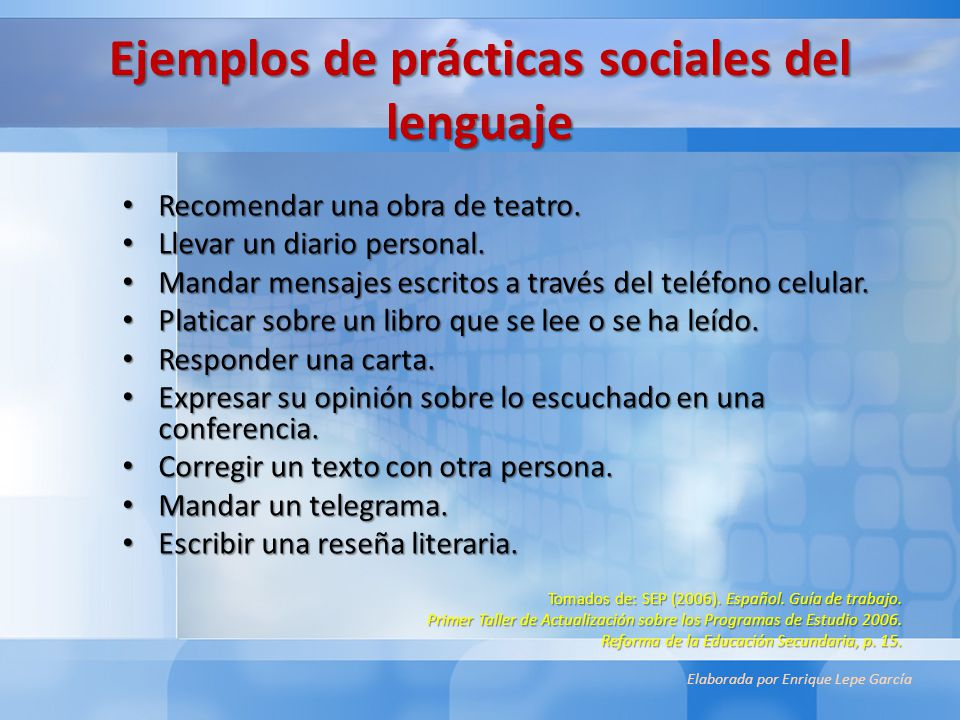 Ejemplos de prácticas sociales del
lenguaje
• Recomendar una obra de teatro.
• Llevar un diario personal.
• Mandar mensajes escritos a través del teléfono celular.
• Platicar sobre un libro que se lee o se ha leído.
• Responder una carta.
• Expresar su opinión sobre lo escuchado en una
conferencia.
• Corregir un texto con otra persona.
• Mandar un telegrama.
• Escribir una reseña literaria.
Tomados de: SEP (2006). Español. Guía de trabajo.
Primer Taller de Actualización sobre los Programas de Estudio 2006.
Reforma de la Educación Secundaria, p. 15.
Elaborada por Enrique Lepe García